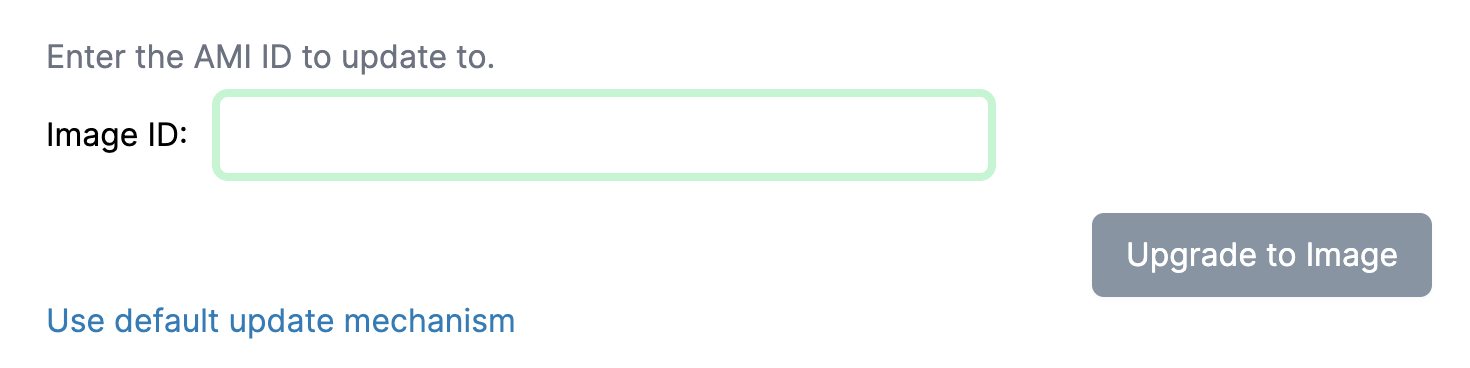 Enter the AMI ID to update to.
Image ID:
Upgrade to Image
Use default update mechanism